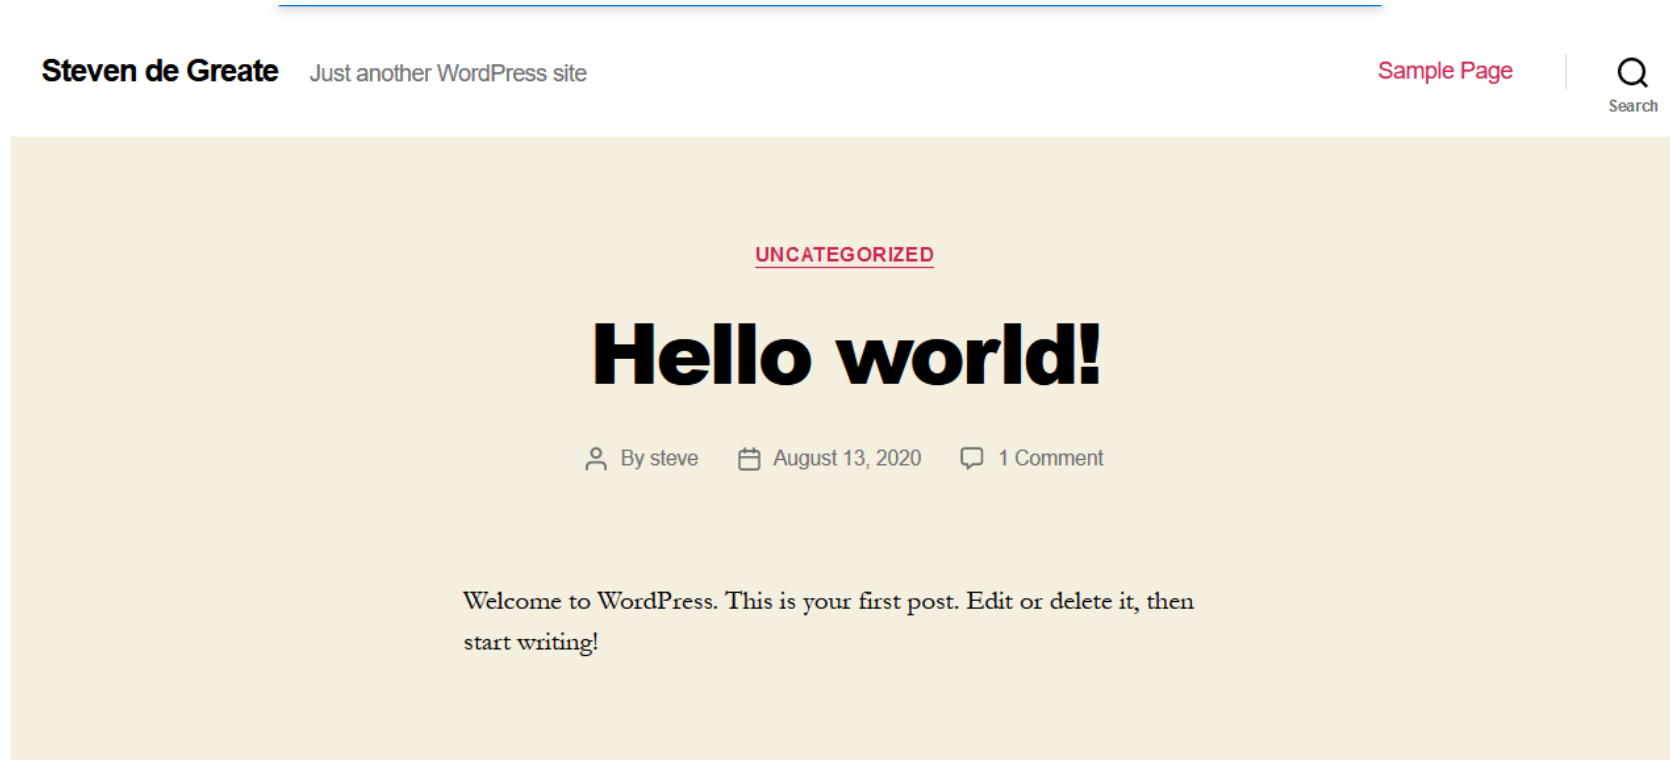 Steven de Greate Just another WordPress site Sample Page
Search
UNCATEGORIZED
Hello world!
By steve August 13, 2020 1 Comment
Welcome to WordPress. This is your first post. Edit or delete it, then
start writing!